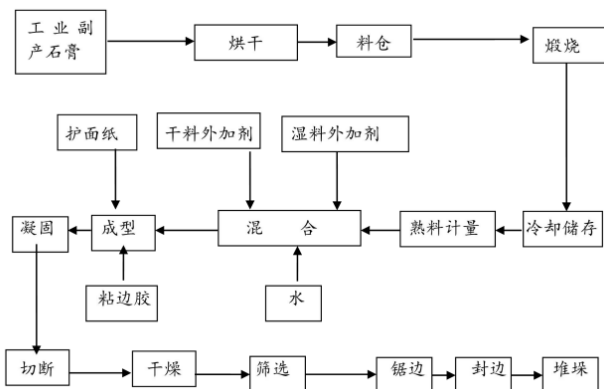 工业副
产石膏
烘干
料仓
煅烧
护面纸
干料外加剂
湿料外加剂
凝固
成型
混 合
熟料计量
冷却储存
粘边胶
水
切断
干燥
筛选
锯边
封边
堆垛